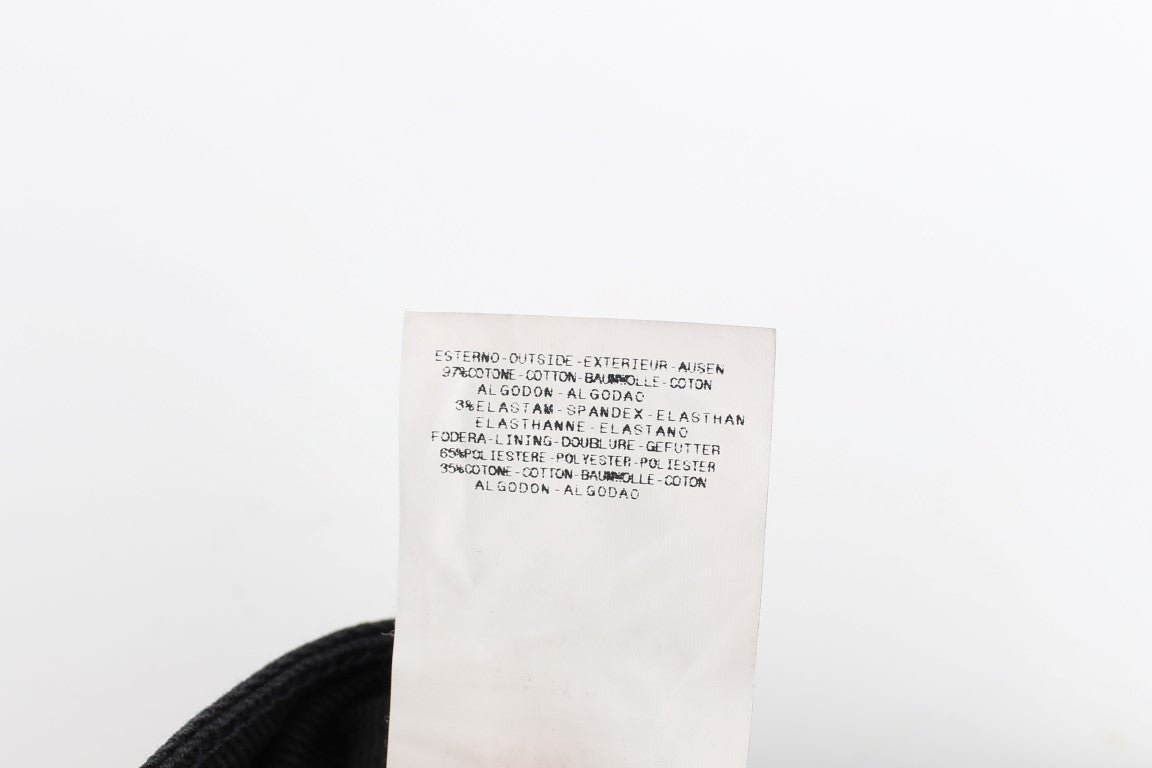 ESTERNO-OUTSIDE-EXTERIEUR-AUSEN
97%COTONE-COTTON-BAUMWOLLE-COTON
ALGODON-ALGODAO
3%ELASTAM-SPANDEX-ELASTHAN
ELASTHANNE-ELASTANO
FODERA-LINING-DOUBLURE-GEFUTTER
65%POLIESTERE-POLYESTER-POLIESTER
35%COTONE-COTTON-BAUMWOLLE-COTON
ALGODON-ALGODAO